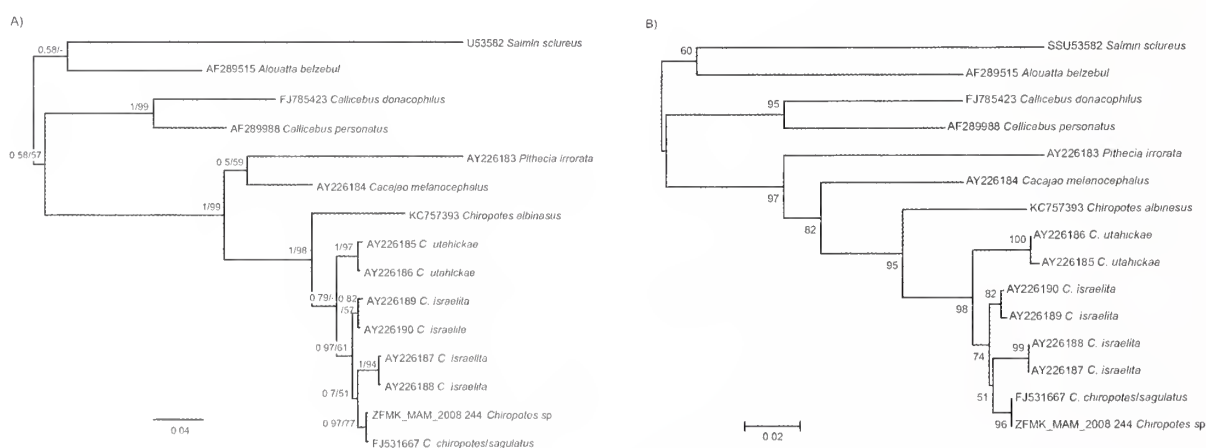 A)
U53582 Saimiri sciureus
0.58/-
AF289515 Alouatta belzebul
FJ785423 Callicebus donacophilus
1/99
AF289988 Callicebus personatus
0.58/57
AY226183 Pithecia irrorata
0.5/59
AY226184 Cacajao melanocephalus
1/99
KC757393 Chiropotes albinasus
1/98
AY226185 C. utahickae
1/97
AY226186 C. utahickae
0.79/-
0.82
/57
AY226189 C. israelita
AY226190 C. israelita
0.97/61
AY226187 C. israelita
1/94
AY226188 C. israelita
0.7/51
ZFMK_MAM_2008 244 Chiropotes sp
0.97/77
FJ531667 C. chiropotes/sagulatus
0.04
B)
SSU53582 Saimiri sciureus
60
AF289515 Alouatta belzebul
FJ785423 Callicebus donacophilus
95
AF289988 Callicebus personatus
AY226183 Pithecia irrorata
97
AY226184 Cacajao melanocephalus
82
KC757393 Chiropotes albinasus
95
AY226186 C. utahickae
100
AY226185 C. utahickae
98
AY226190 C. israelita
82
AY226189 C. israelita
74
AY226188 C. israelita
99
AY226187 C. israelita
51
FJ531667 C. chiropotes/sagulatus
96
ZFMK_MAM_2008 244 Chiropotes sp
0.02